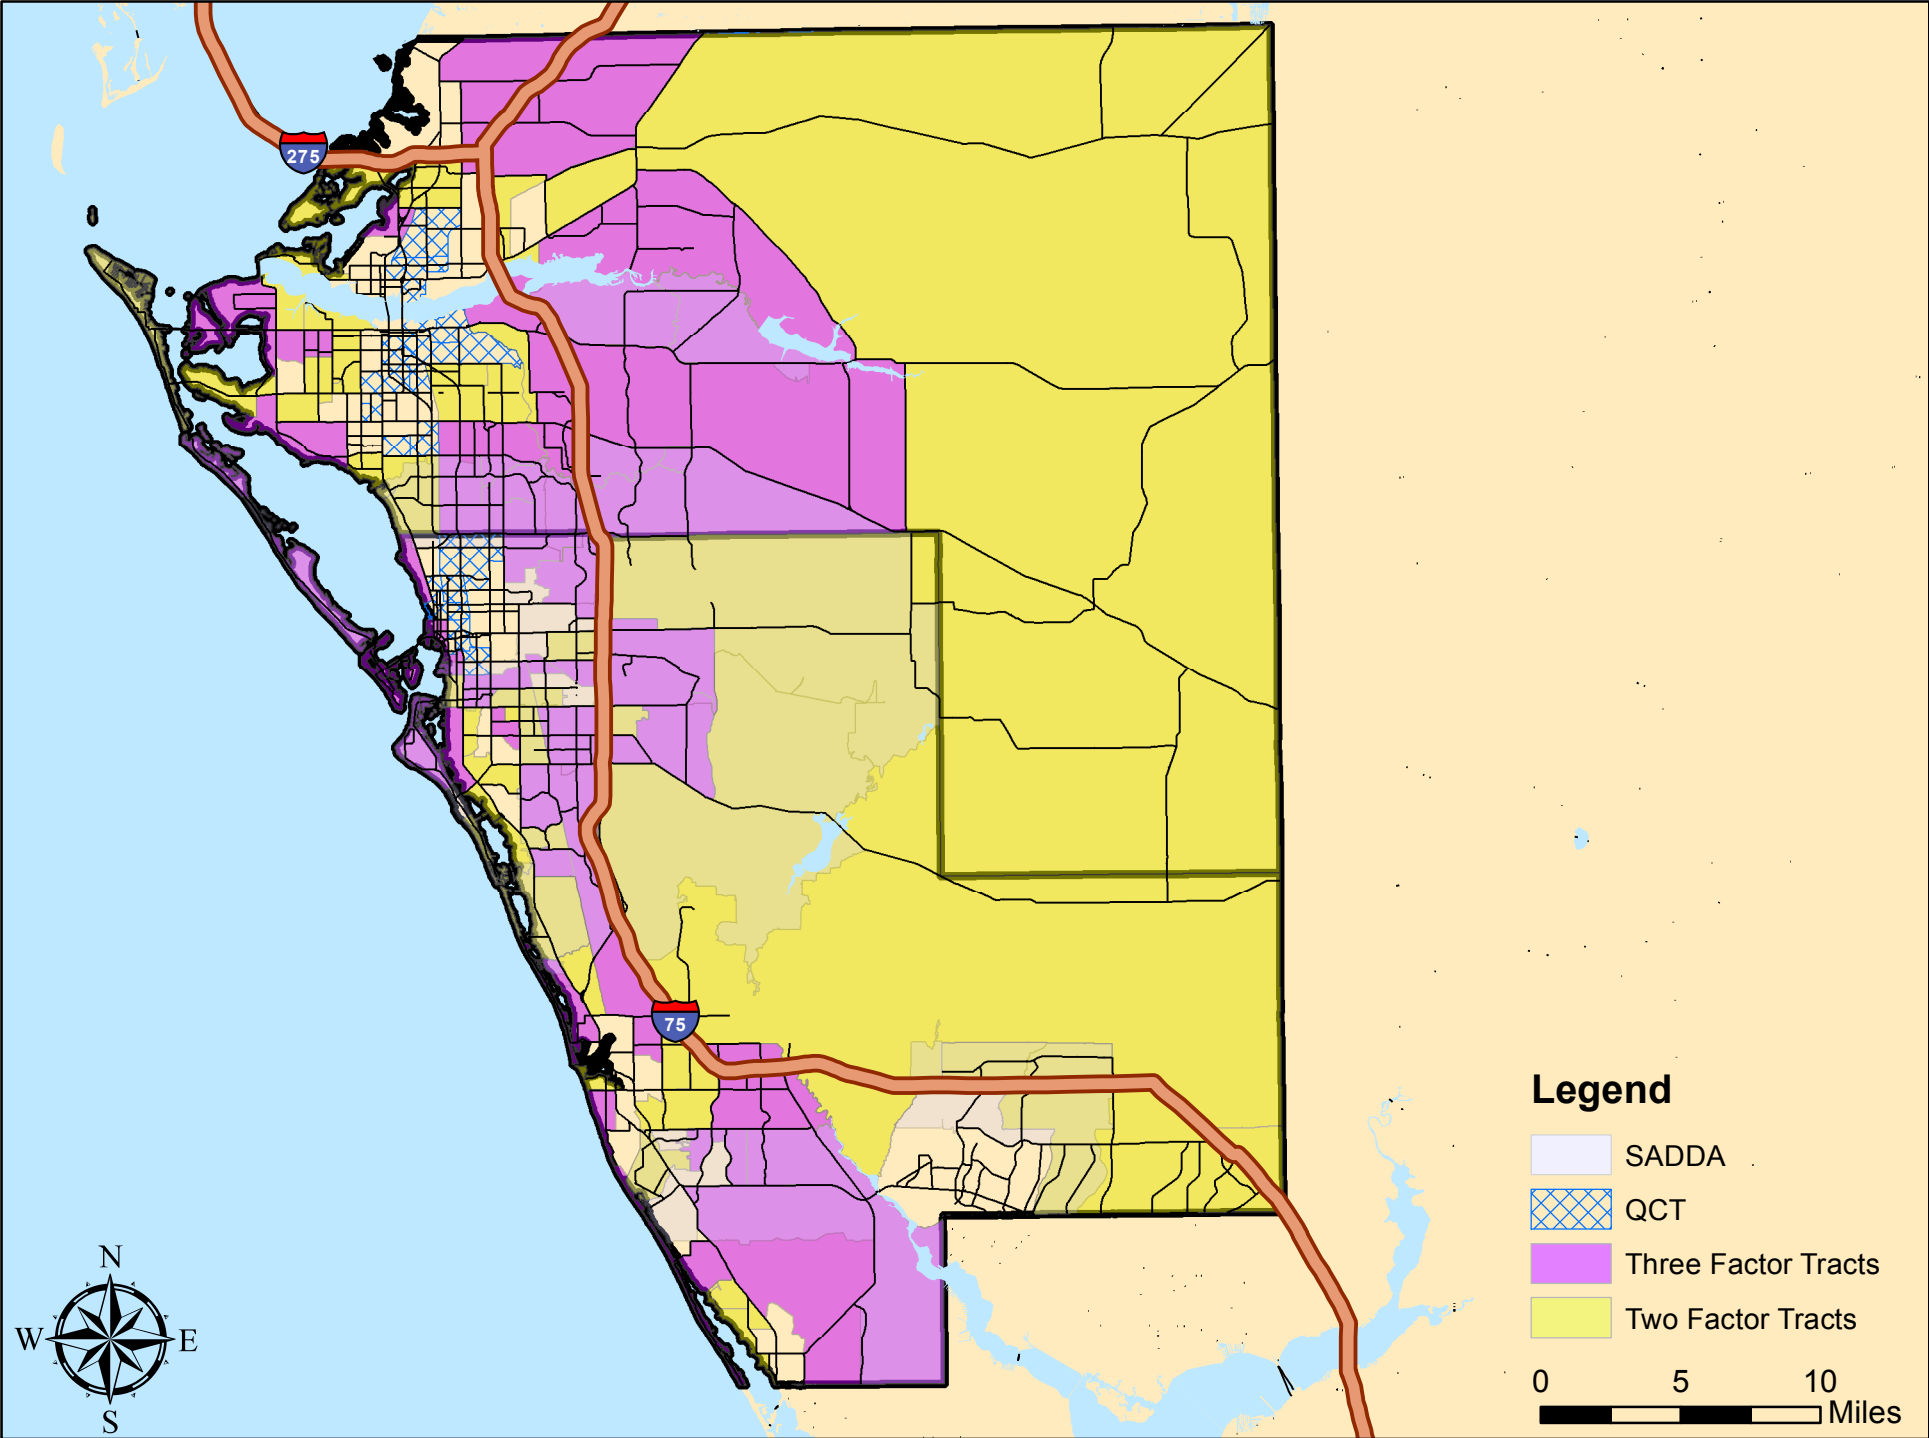 275
75
Legend
SADDA
QCT
Three Factor Tracts
Two Factor Tracts
0 5 10
Miles
N
W E
S